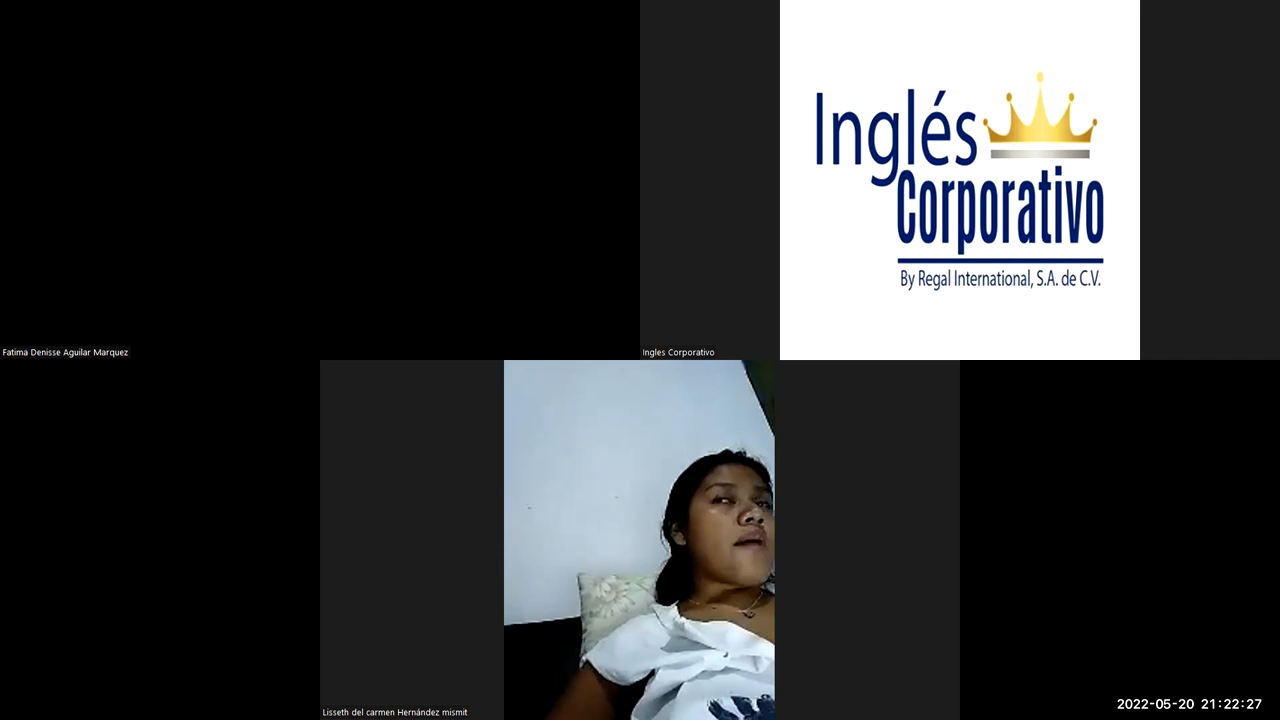 Inglés
Corporativo
By Regal International, S.A. de C.V.
Fatima Denisse Aguilar Marquez
Ingles Corporativo
Lisseth del carmen Hernández mismit
2022-05-20 21:22:27